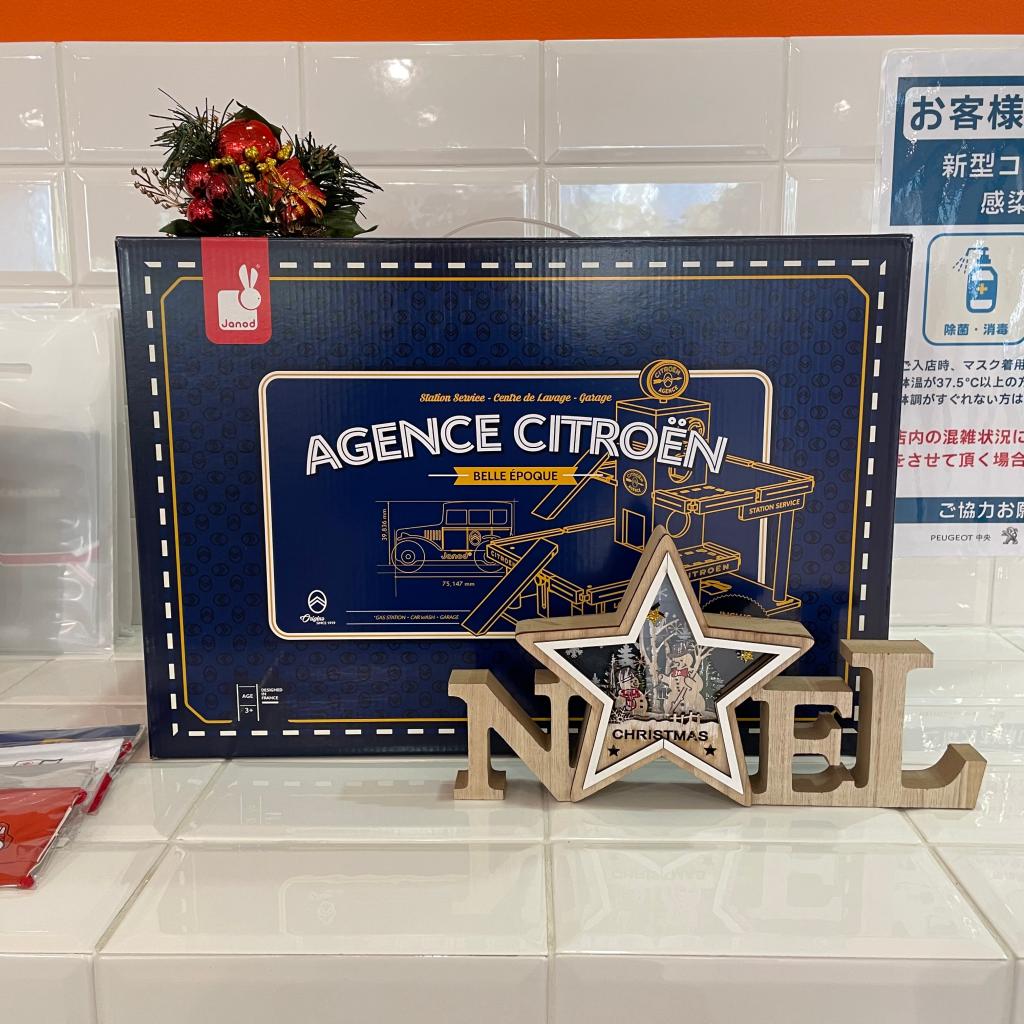 Janod
Station Service - Centre de Lavage - Garage
AGENCE CITROËN
BELLE ÉPOQUE
CITROËN
AGENCE
STATION SERVICE
CITROËN
39,836 mm
Janod
75,147 mm
Origins
SINCE 1919
*GAS STATION - CAR WASH - GARAGE
AGE
3+
DESIGNED
IN
FRANCE
NOEL
CHRISTMAS
お客様
新型コ
感染
除菌・消毒
ご入店時、マスク着用
体温が37.5℃以上の方
体調がすぐれない方は
店内の混雑状況に
をさせて頂く場合
ご協力お願
PEUGEOT 中央